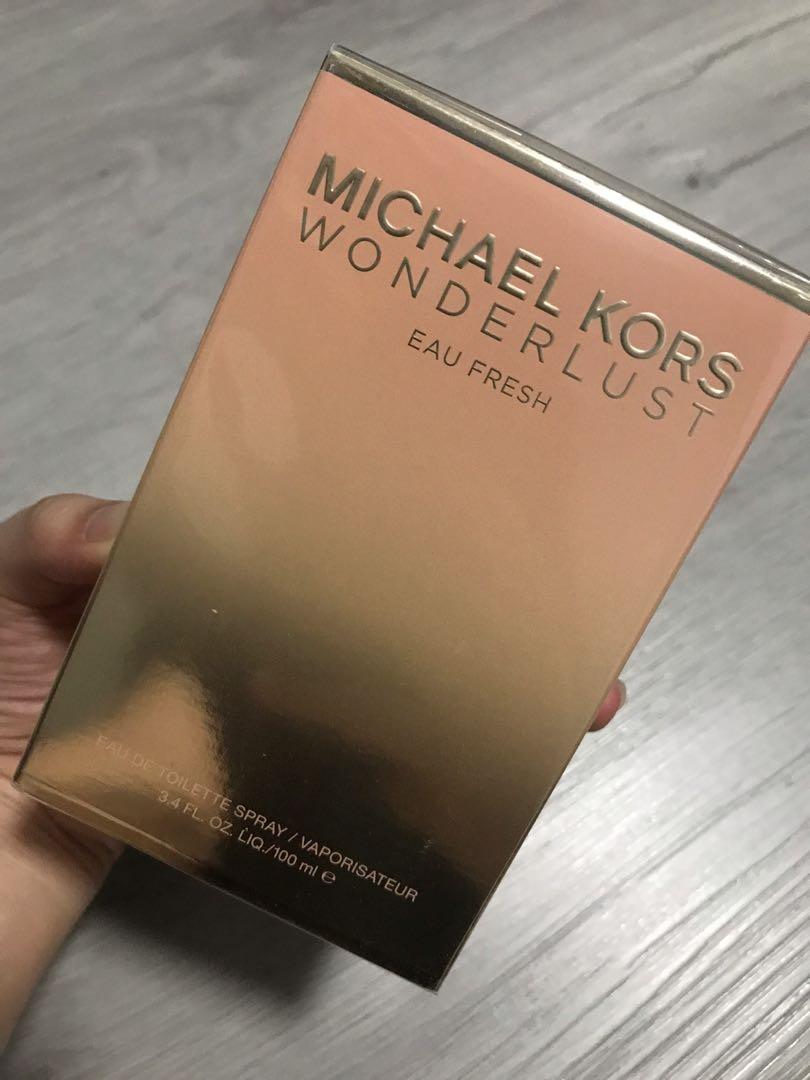 MICHAEL KORS
WONDERLUST
EAU FRESH
EAU DE TOILETTE SPRAY / VAPORISATEUR
3.4 FL. OZ. LIQ./100 ml ℮